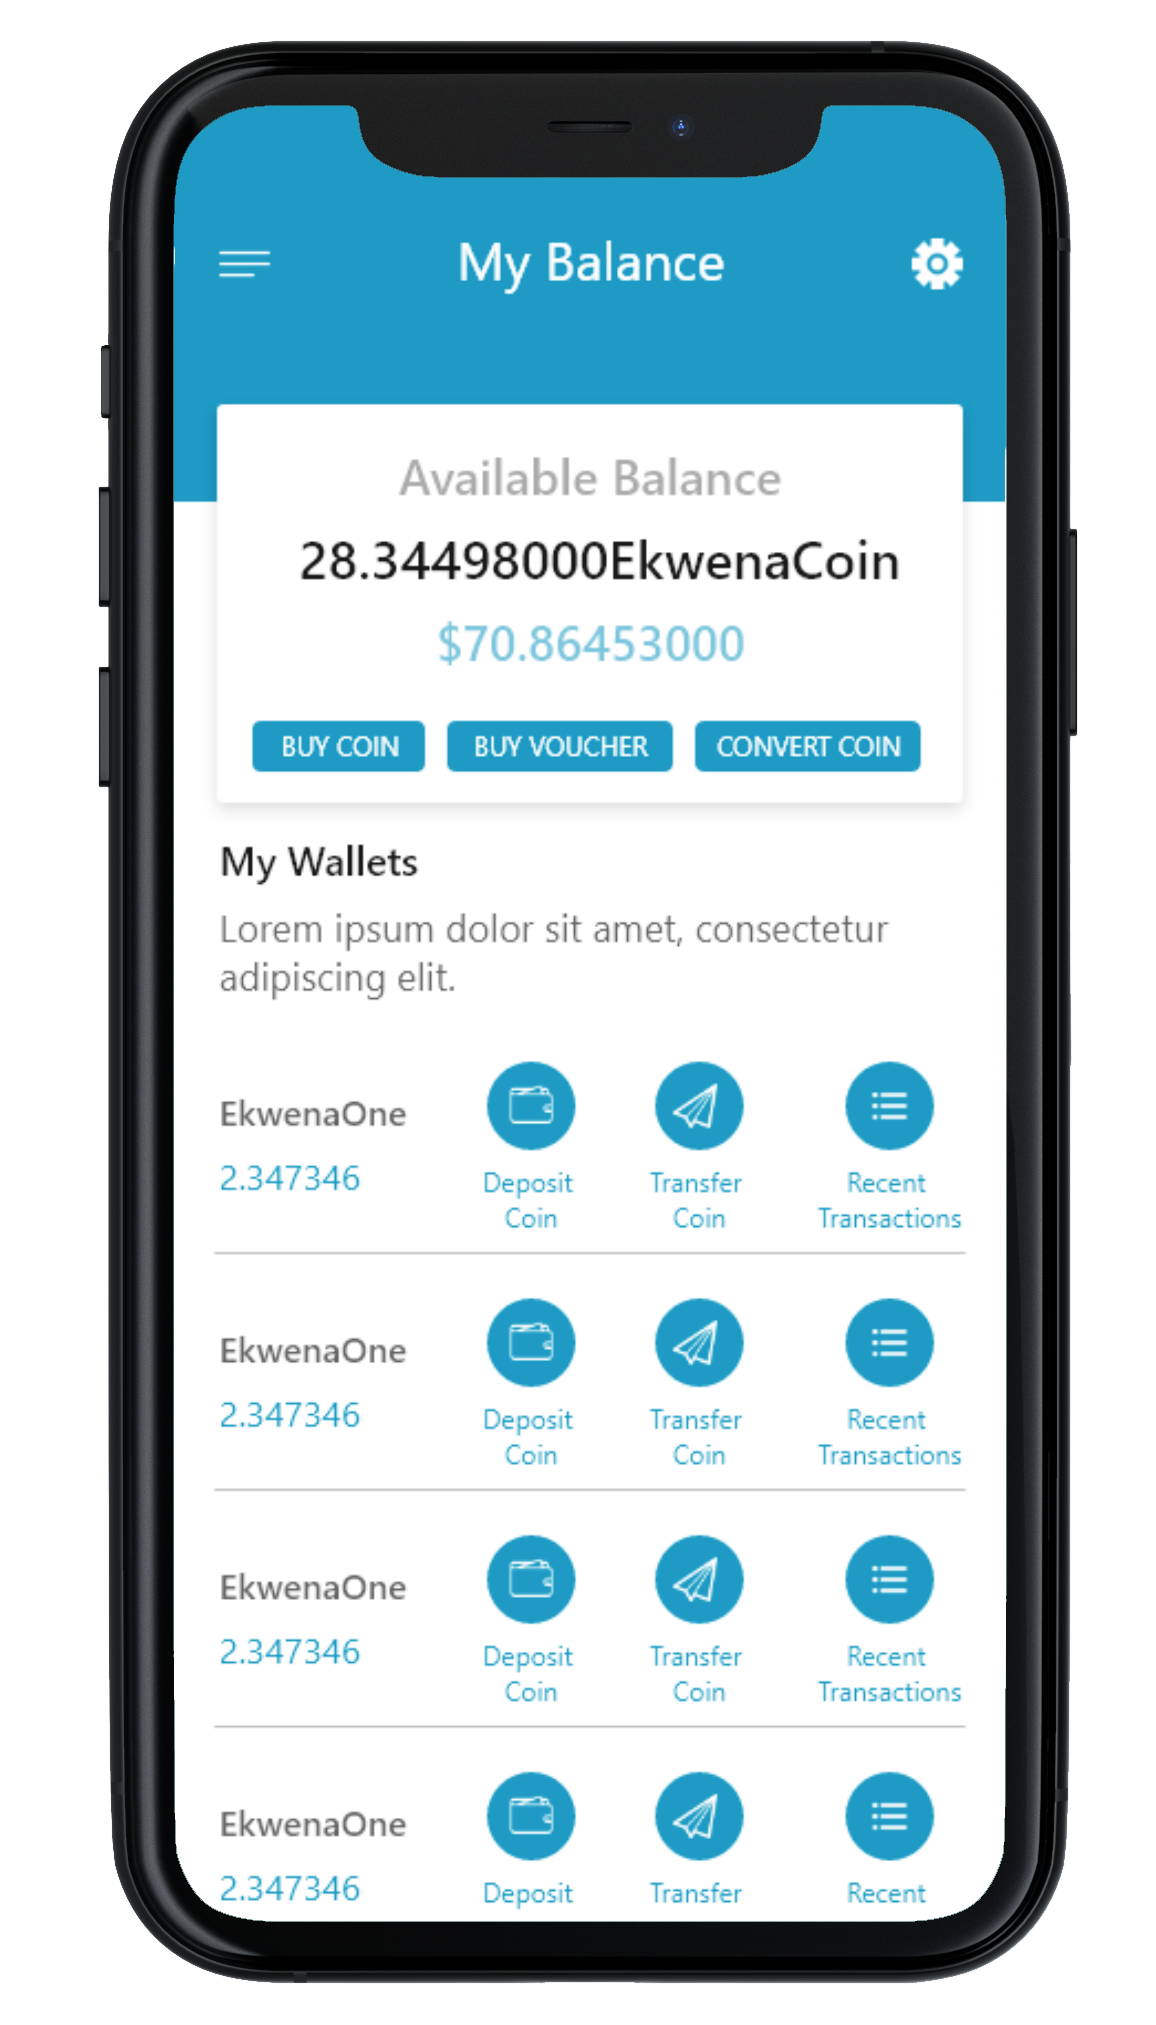 My Balance
Available Balance
28.34498000EkwenaCoin
$70.86453000
BUY COIN BUY VOUCHER CONVERT COIN
My Wallets
Lorem ipsum dolor sit amet, consectetur
adipiscing elit.
EkwenaOne
2.347346
Deposit Coin
Transfer Coin
Recent Transactions
EkwenaOne
2.347346
Deposit Coin
Transfer Coin
Recent Transactions
EkwenaOne
2.347346
Deposit Coin
Transfer Coin
Recent Transactions
EkwenaOne
2.347346
Deposit
Transfer
Recent